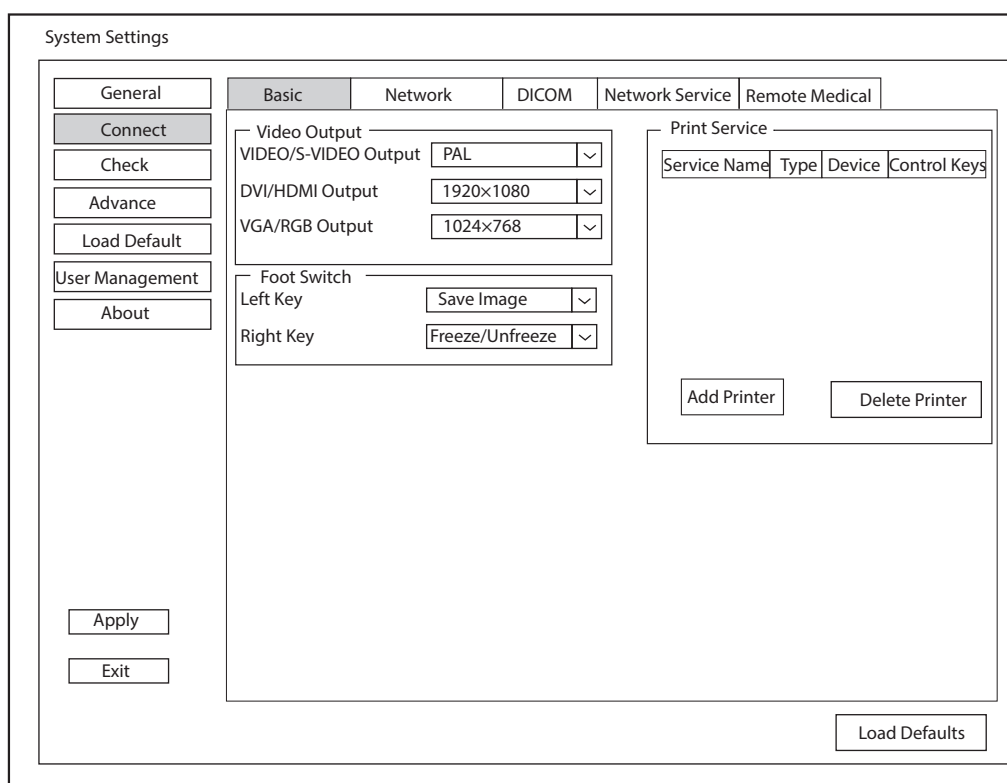 System Settings
General
Connect
Check
Advance
Load Default
User Management
About
Apply
Exit
Basic Network DICOM Network Service Remote Medical
Video Output
VIDEO/S-VIDEO Output PAL
DVI/HDMI Output 1920×1080
VGA/RGB Output 1024×768
Foot Switch
Left Key Save Image
Right Key Freeze/Unfreeze
Print Service
Service Name Type Device Control Keys
Add Printer Delete Printer
Load Defaults